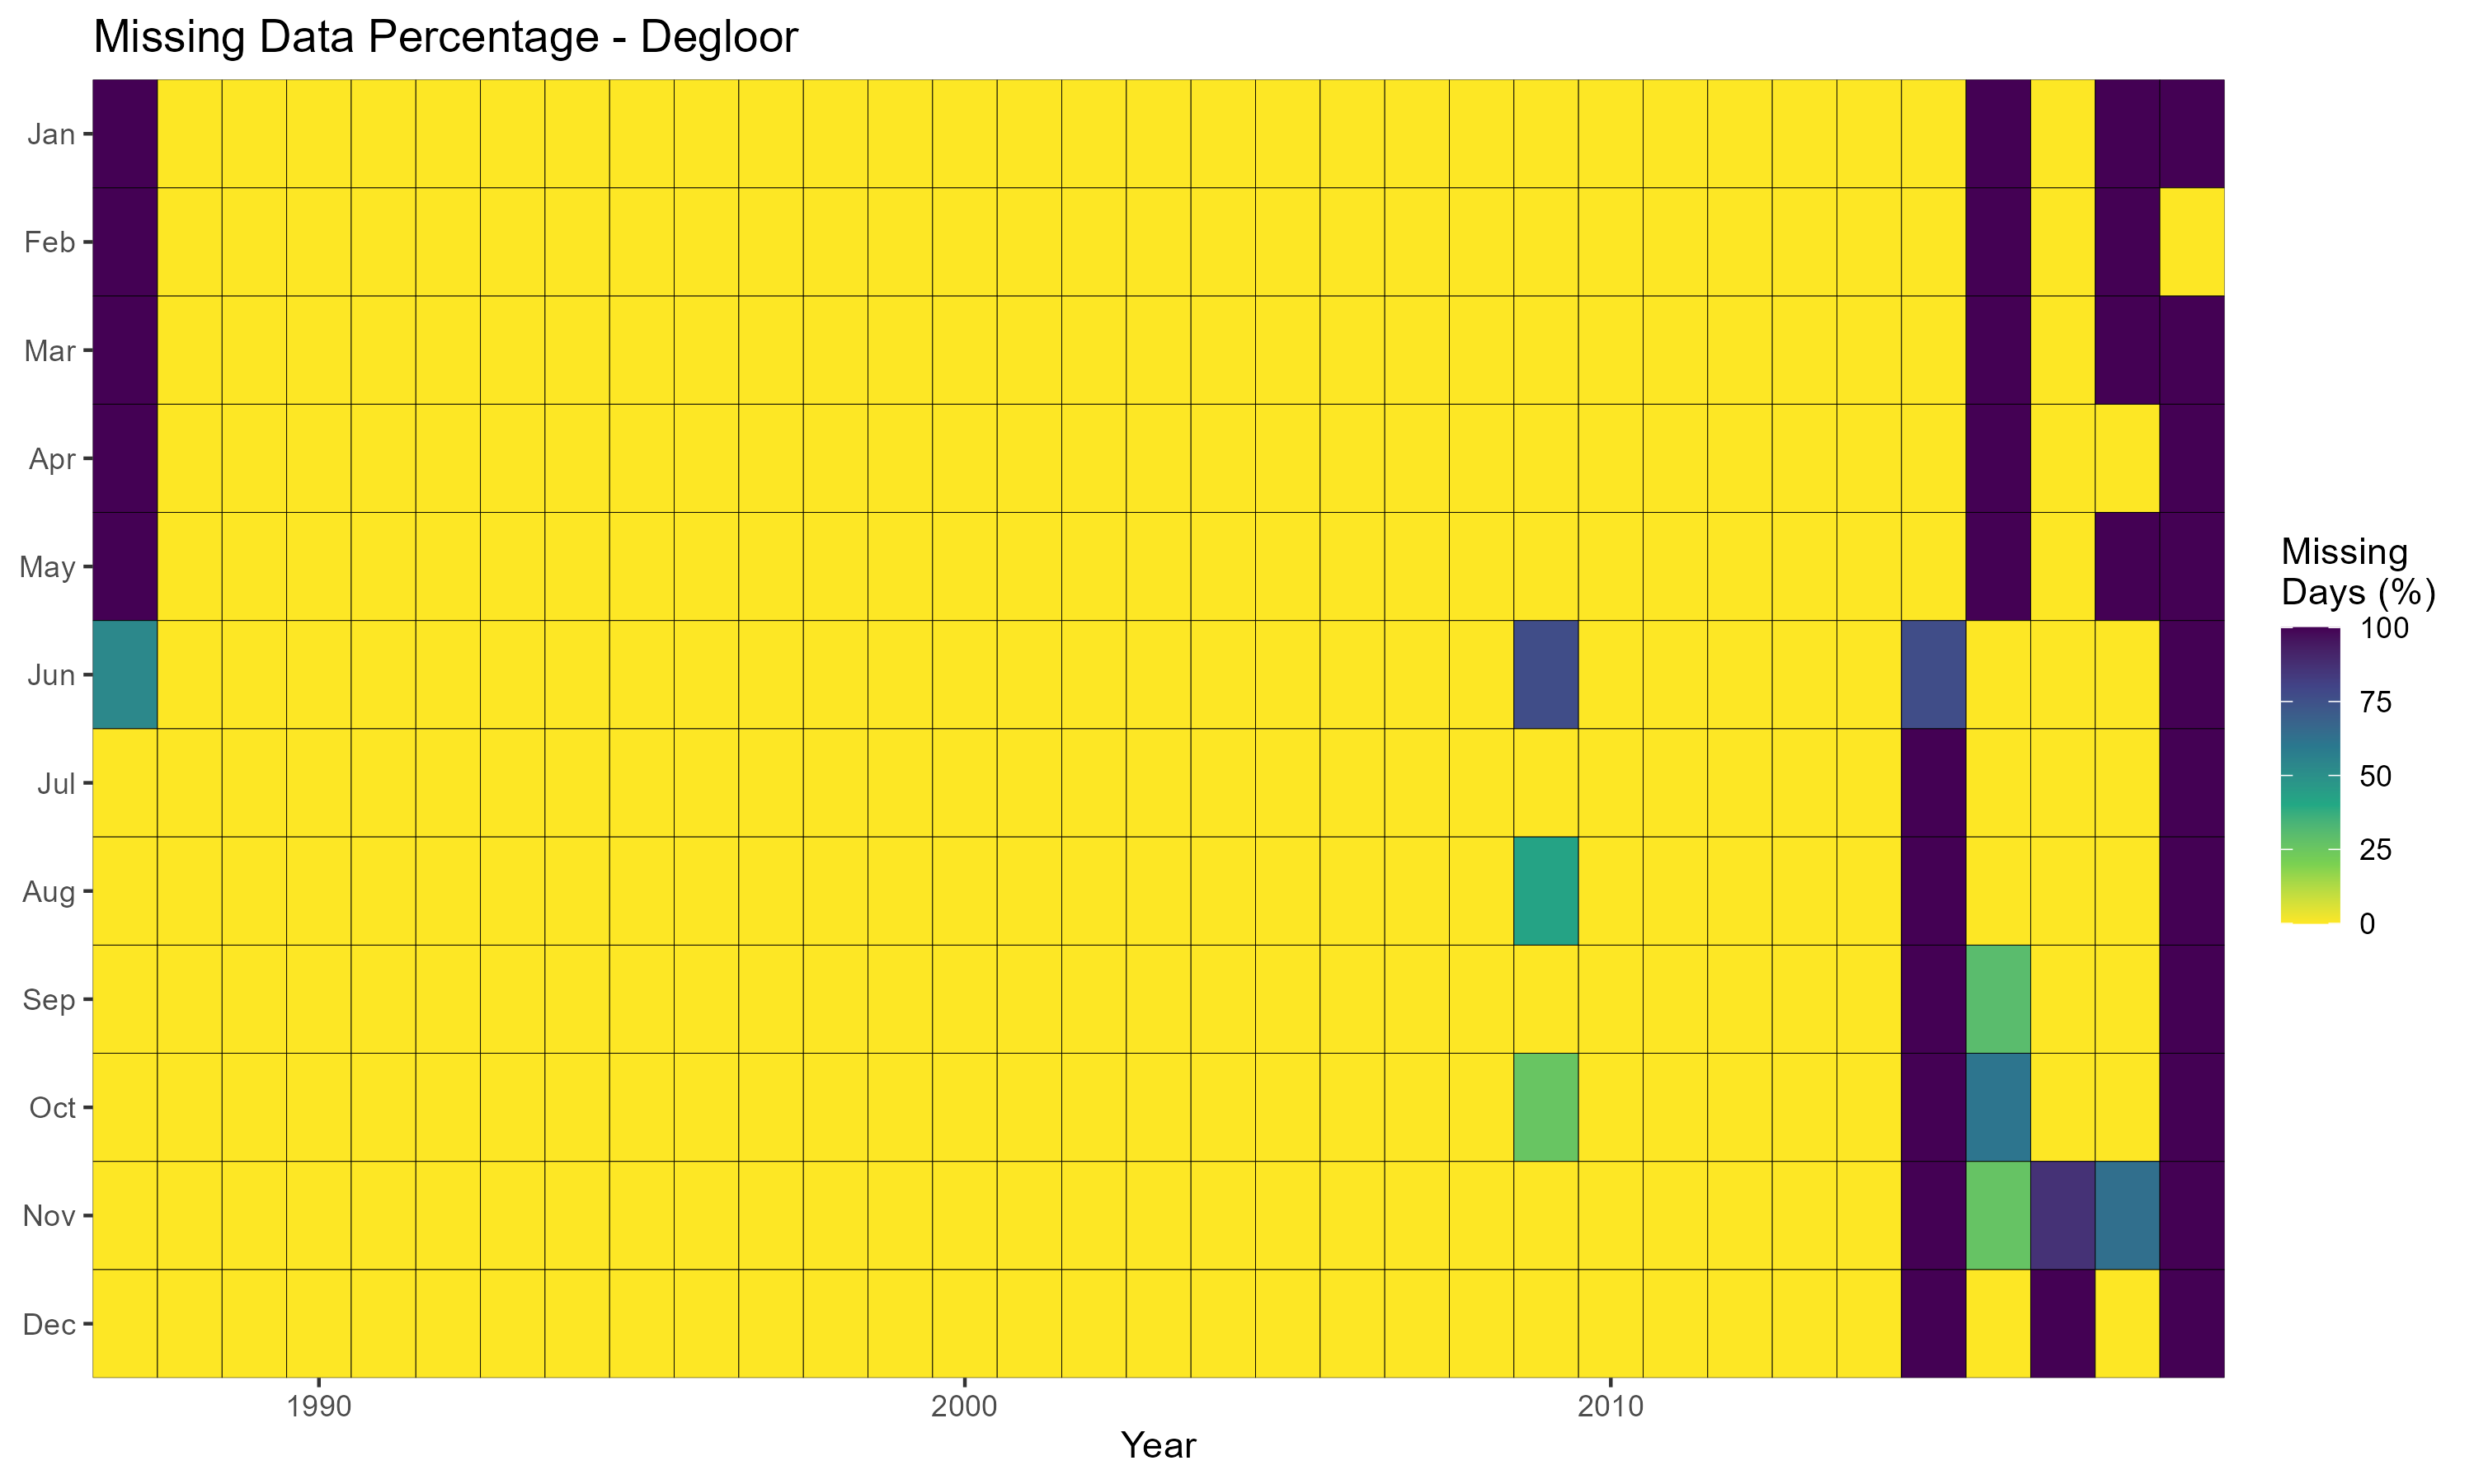 Missing Data Percentage - Degloor
Jan
Feb
Mar
Apr
May
Jun
Jul
Aug
Sep
Oct
Nov
Dec
1990
2000
2010
Year
Missing
Days (%)
100
75
50
25
0